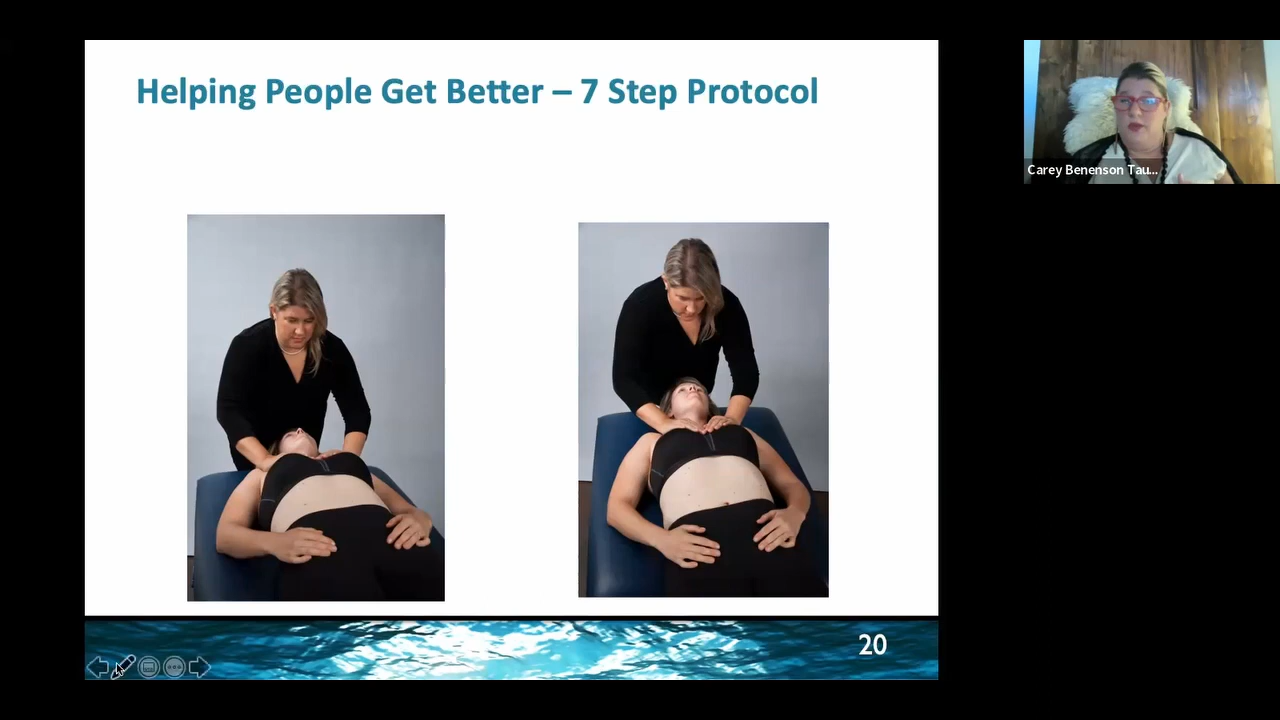 Helping People Get Better – 7 Step Protocol
Carey Benenson Tau...
20